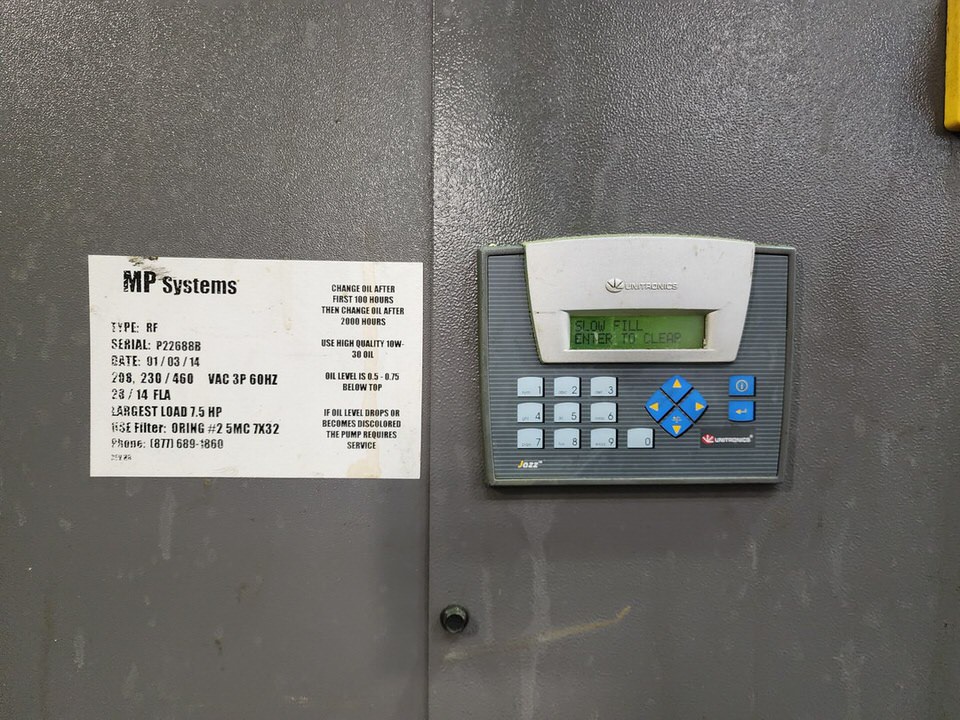 MP Systems
TYPE: RF
SERIAL: P22688B
DATE: 01/03/14
208, 230/460 VAC 3P 60HZ
28/14 FLA
LARGEST LOAD 7.5 HP
USE Filter: ORING #2 5MC 7X32
Phone: (877) 689-1860
CHANGE OIL AFTER
FIRST 100 HOURS
THEN CHANGE OIL AFTER
2000 HOURS
USE HIGH QUALITY 10W-
30 OIL
OIL LEVEL IS 0.5 - 0.75
BELOW TOP
IF OIL LEVEL DROPS OR
BECOMES DISCOLORED
THE PUMP REQUIRES
SERVICE
UNITRONICS
SLOW FILL
ENTER TO CLEAR
1 2 3
4 5 6
7 8 9 0
i
UNITRONICS®
Jazz™